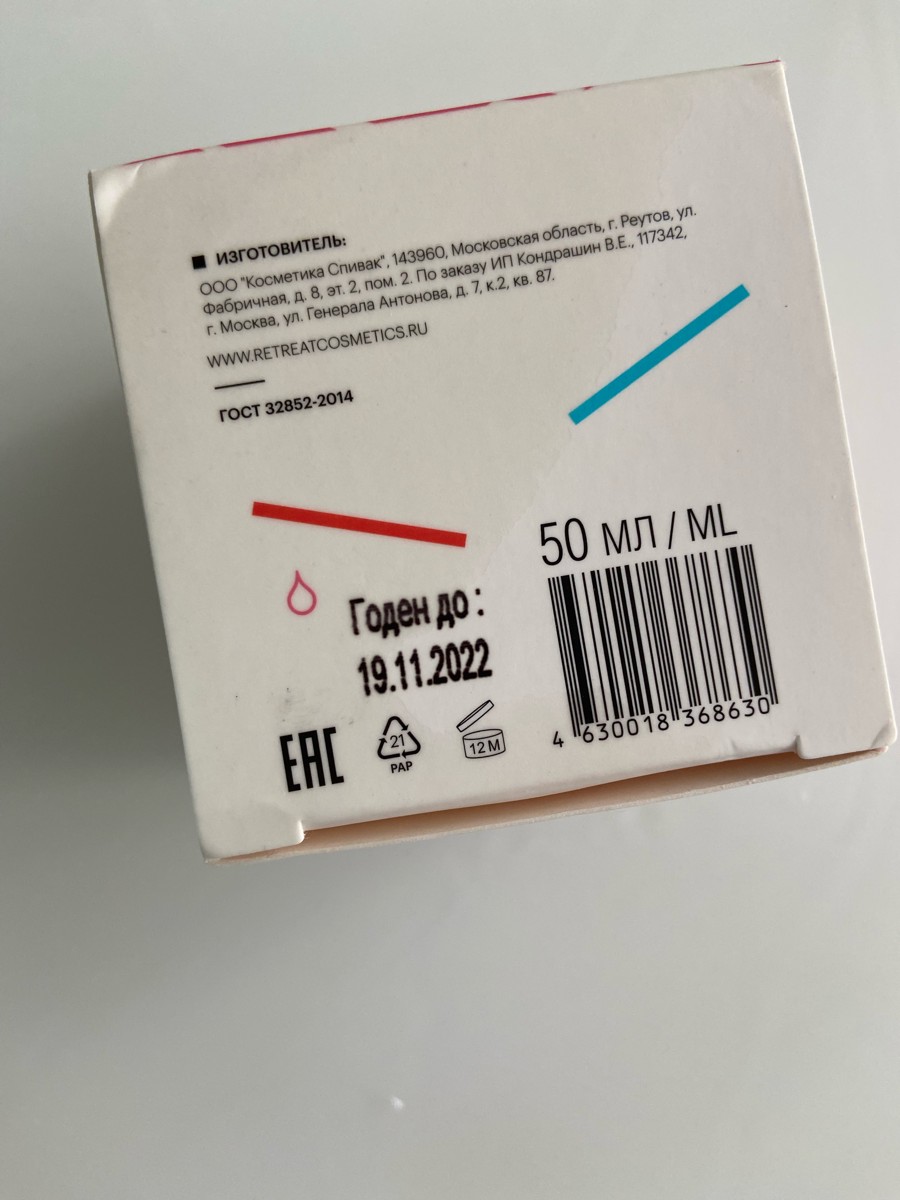 ИЗГОТОВИТЕЛЬ:
ООО "Косметика Спивак", 143960, Московская область, г. Реутов, ул.
Фабричная, д. 8, эт. 2, пом. 2. По заказу ИП Кондрашин В.Е., 117342,
г. Москва, ул. Генерала Антонова, д. 7, к.2, кв. 87.
WWW.RETREATCOSMETICS.RU
ГОСТ 32852-2014
50 МЛ / ML
Годен до :
19.11.2022
4 630018 368630
EAC
21
PAP
12 M